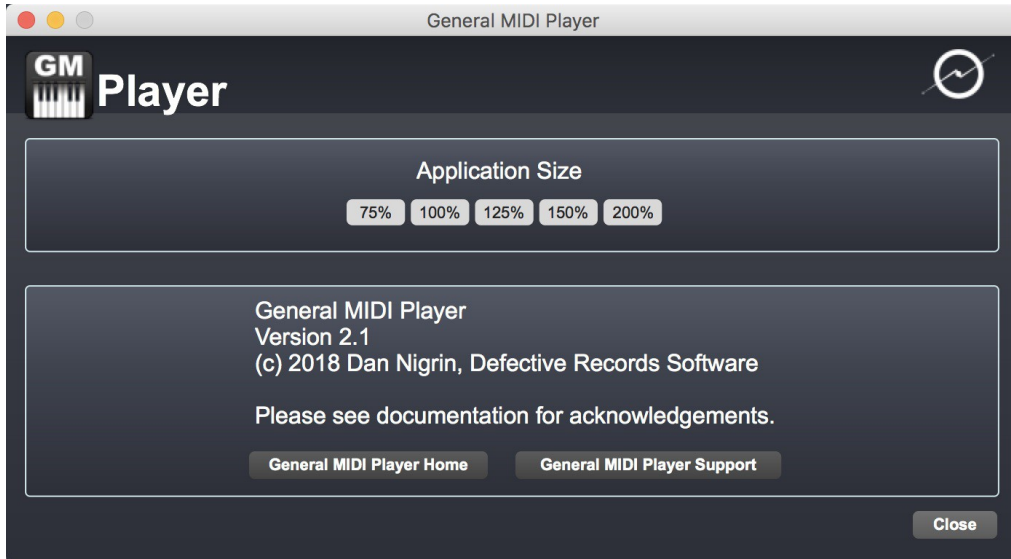 General MIDI Player
GM
Player
Application Size
75% 100% 125% 150% 200%
General MIDI Player
Version 2.1
(c) 2018 Dan Nigrin, Defective Records Software
Please see documentation for acknowledgements.
General MIDI Player Home General MIDI Player Support
Close